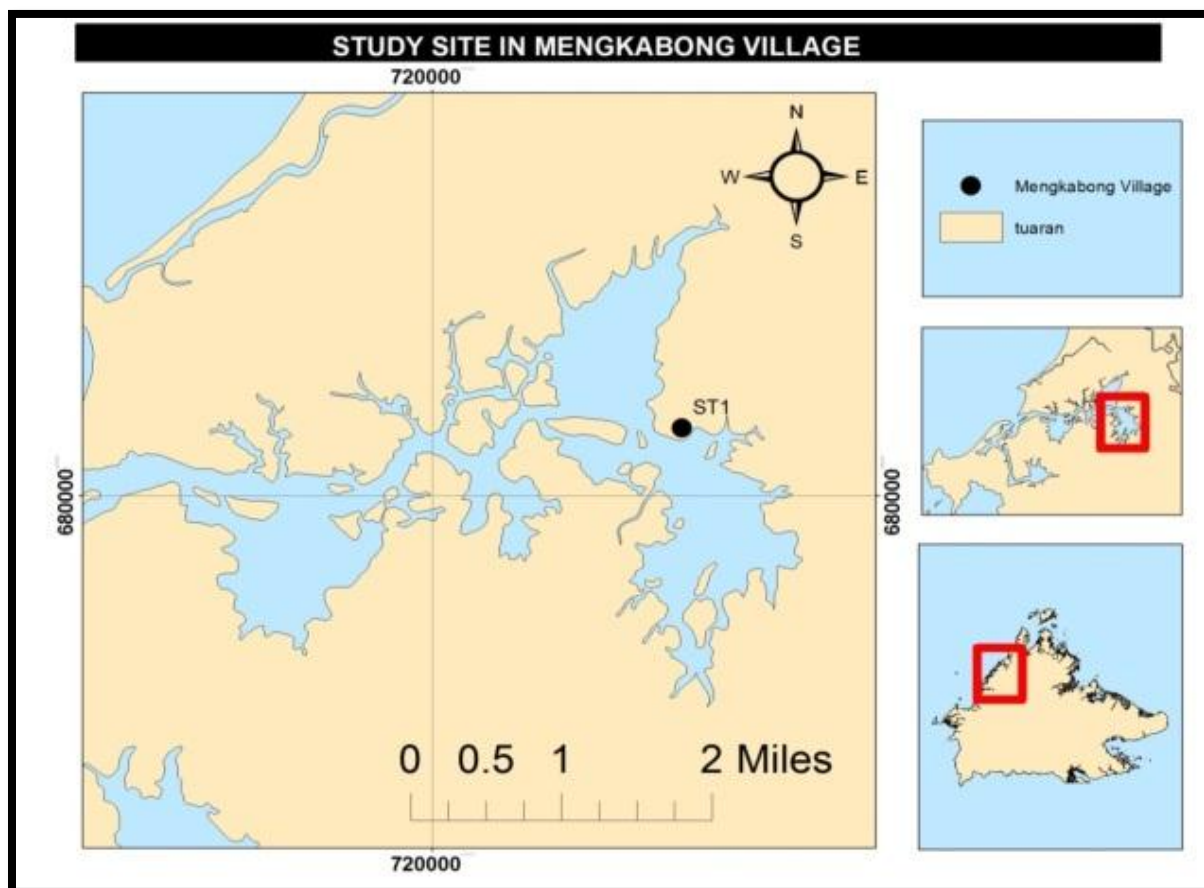 STUDY SITE IN MENGKABONG VILLAGE
720000
N
W E
S
Mengkabong Village
tuaran
ST1
680000
680000
0 0.5 1 2 Miles
720000